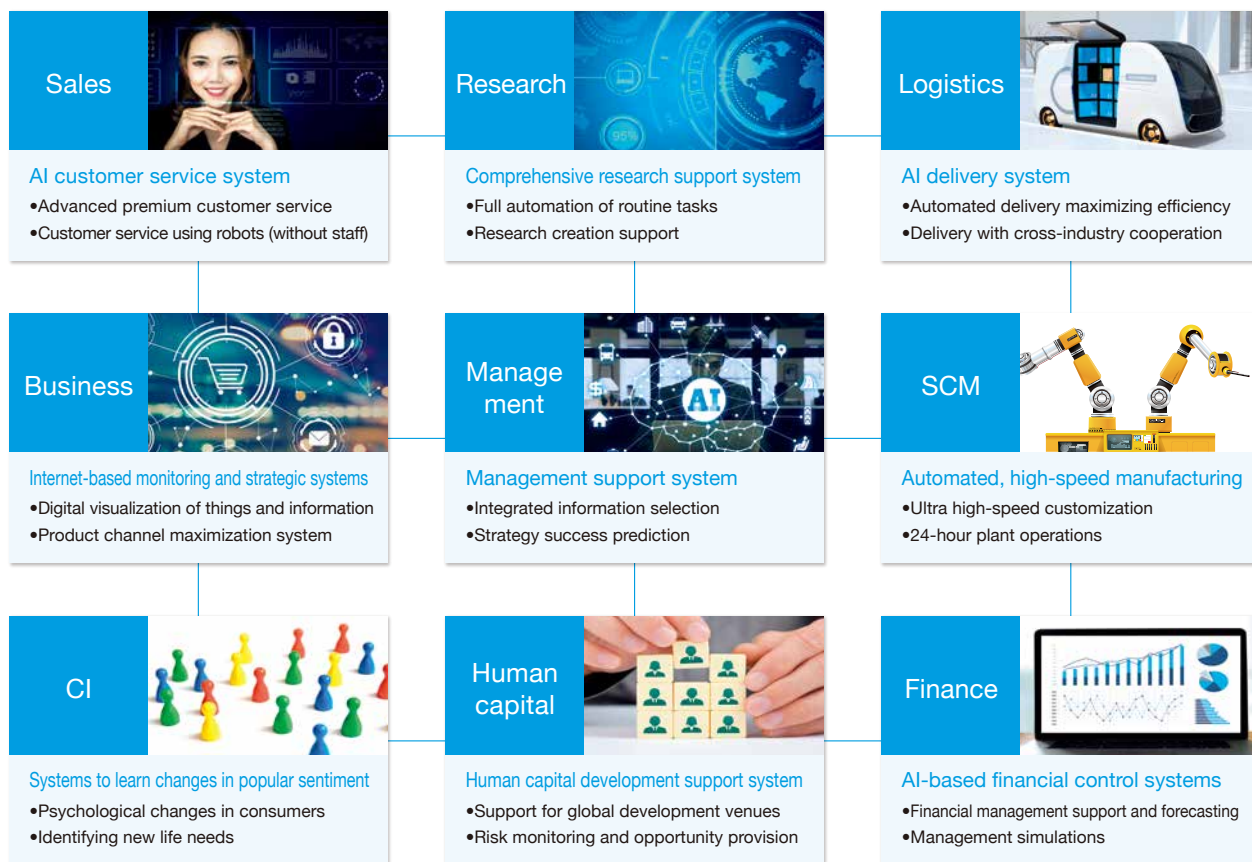 Sales
AI customer service system
•Advanced premium customer service
•Customer service using robots (without staff)
Research
95%
Comprehensive research support system
•Full automation of routine tasks
•Research creation support
Logistics
AI delivery system
•Automated delivery maximizing efficiency
•Delivery with cross-industry cooperation
Business
Internet-based monitoring and strategic systems
•Digital visualization of things and information
•Product channel maximization system
Manage
ment
AI
Management support system
•Integrated information selection
•Strategy success prediction
SCM
Automated, high-speed manufacturing
•Ultra high-speed customization
•24-hour plant operations
CI
Systems to learn changes in popular sentiment
•Psychological changes in consumers
•Identifying new life needs
Human
capital
Human capital development support system
•Support for global development venues
•Risk monitoring and opportunity provision
Finance
AI-based financial control systems
•Financial management support and forecasting
•Management simulations